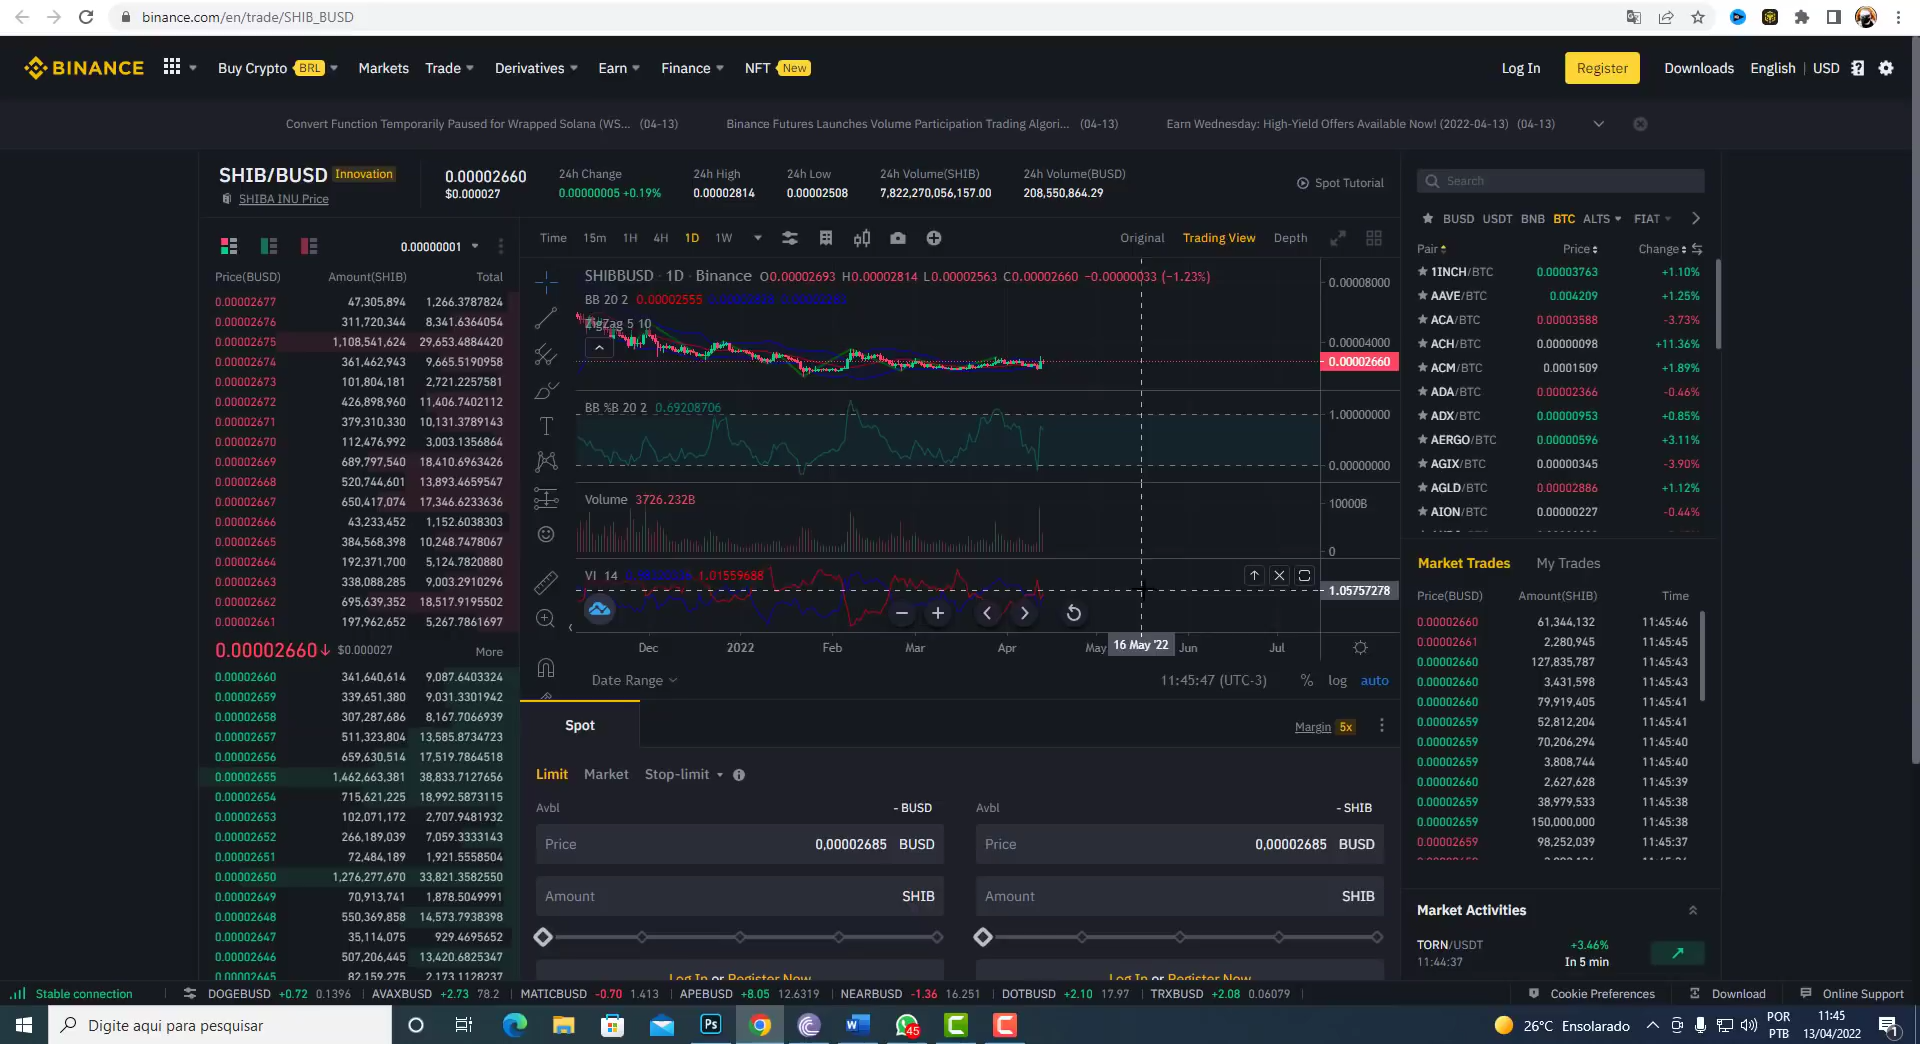 binance.com/en/trade/SHIB_BUSD
BINANCE Buy Crypto BRL Markets Trade Derivatives Earn Finance NFT New Log In Register Downloads English | USD
Convert Function Temporarily Paused for Wrapped Solana (WS... (04-13) Binance Futures Launches Volume Participation Trading Algori... (04-13) Earn Wednesday: High-Yield Offers Available Now! (2022-04-13) (04-13)
SHIB/BUSD Innovation
SHIBA INU Price
0.00002660
$0.000027
24h Change
0.00000005 +0.19%
24h High
0.00002814
24h Low
0.00002508
24h Volume(SHIB)
7,822,270,056,157.00
24h Volume(BUSD)
208,550,864.29
Spot Tutorial
0.00000001
Price(BUSD) Amount(SHIB) Total
0.00002677 47,305,894 1,266.3787824
0.00002676 311,720,344 8,341.6364054
0.00002675 1,108,541,624 29,653.4884420
0.00002674 361,462,943 9,665.5190958
0.00002673 101,804,181 2,721.2257581
0.00002672 426,898,960 11,406.7402112
0.00002671 379,310,330 10,131.3789143
0.00002670 112,476,992 3,003.1356864
0.00002669 689,797,540 18,410.6963426
0.00002668 520,744,601 13,893.4659547
0.00002667 650,417,074 17,346.6233636
0.00002666 43,233,452 1,152.6038303
0.00002665 384,568,398 10,248.7478067
0.00002664 192,371,700 5,124.7820880
0.00002663 338,088,285 9,003.2910296
0.00002662 695,639,352 18,517.9195502
0.00002661 197,962,652 5,267.7861697
0.00002660↓ $0.000027 More
0.00002660 341,640,614 9,087.6403324
0.00002659 339,651,380 9,031.3301942
0.00002658 307,287,686 8,167.7066939
0.00002657 511,323,804 13,585.8734723
0.00002656 659,630,514 17,519.7864518
0.00002655 1,462,663,381 38,833.7127656
0.00002654 715,621,225 18,992.5873115
0.00002653 102,071,172 2,707.9481932
0.00002652 266,189,039 7,059.3333143
0.00002651 72,484,189 1,921.5558504
0.00002650 1,276,277,670 33,821.3582550
0.00002649 70,913,741 1,878.5049991
0.00002648 550,369,858 14,573.7938398
0.00002647 35,114,075 929.4695652
0.00002646 507,206,445 13,420.6825347
0.00002645 82,159,275 2,173.1128237
Time 15m 1H 4H 1D 1W Original Trading View Depth
SHIBBUSD · 1D · Binance O0.00002693 H0.00002814 L0.00002563 C0.00002660 −0.00000033 (−1.23%)
BB 20 2 0.00002555
ZigZag 5 10
0.00008000
0.00004000
0.00002660
BB %B 20 2 0.69208706
1.00000000
0.00000000
Volume 3726.232B
10000B
0
VI 14 1.01559688
1.05757278
Dec 2022 Feb Mar Apr May 16 May '22 Jun Jul
Date Range 11:45:47 (UTC-3) % log auto
Spot Margin 5x
Limit Market Stop-limit
Avbl - BUSD
Price 0,00002685 BUSD
Amount SHIB
Log In or Register Now
Avbl - SHIB
Price 0,00002685 BUSD
Amount SHIB
Log In or Register Now
Search
BUSD USDT BNB BTC ALTS FIAT
Pair Price Change
1INCH/BTC 0.00003763 +1.10%
AAVE/BTC 0.004209 +1.25%
ACA/BTC 0.00003588 -3.73%
ACH/BTC 0.00000098 +11.36%
ACM/BTC 0.0001509 +1.89%
ADA/BTC 0.00002366 -0.46%
ADX/BTC 0.00000953 +0.85%
AERGO/BTC 0.00000596 +3.11%
AGIX/BTC 0.00000345 -3.90%
AGLD/BTC 0.00002886 +1.12%
AION/BTC 0.00000227 -0.44%
Market Trades My Trades
Price(BUSD) Amount(SHIB) Time
0.00002660 61,344,132 11:45:46
0.00002661 2,280,945 11:45:45
0.00002660 127,835,787 11:45:43
0.00002660 3,431,598 11:45:43
0.00002660 79,919,405 11:45:41
0.00002659 52,812,204 11:45:41
0.00002659 70,206,294 11:45:40
0.00002659 3,808,744 11:45:40
0.00002660 2,627,628 11:45:39
0.00002659 38,979,533 11:45:38
0.00002659 150,000,000 11:45:38
0.00002659 98,252,039 11:45:37
Market Activities
TORN/USDT +3.46%
11:44:37 In 5 min
Stable connection DOGEBUSD +0.72 0.1396 AVAXBUSD +2.73 78.2 MATICBUSD -0.70 1.413 APEBUSD +8.05 12.6319 NEARBUSD -1.36 16.251 DOTBUSD +2.10 17.97 TRXBUSD +2.08 0.06079 Cookie Preferences Download Online Support
Digite aqui para pesquisar
Ps
45
26°C Ensolarado
POR
PTB
11:45
13/04/2022
1